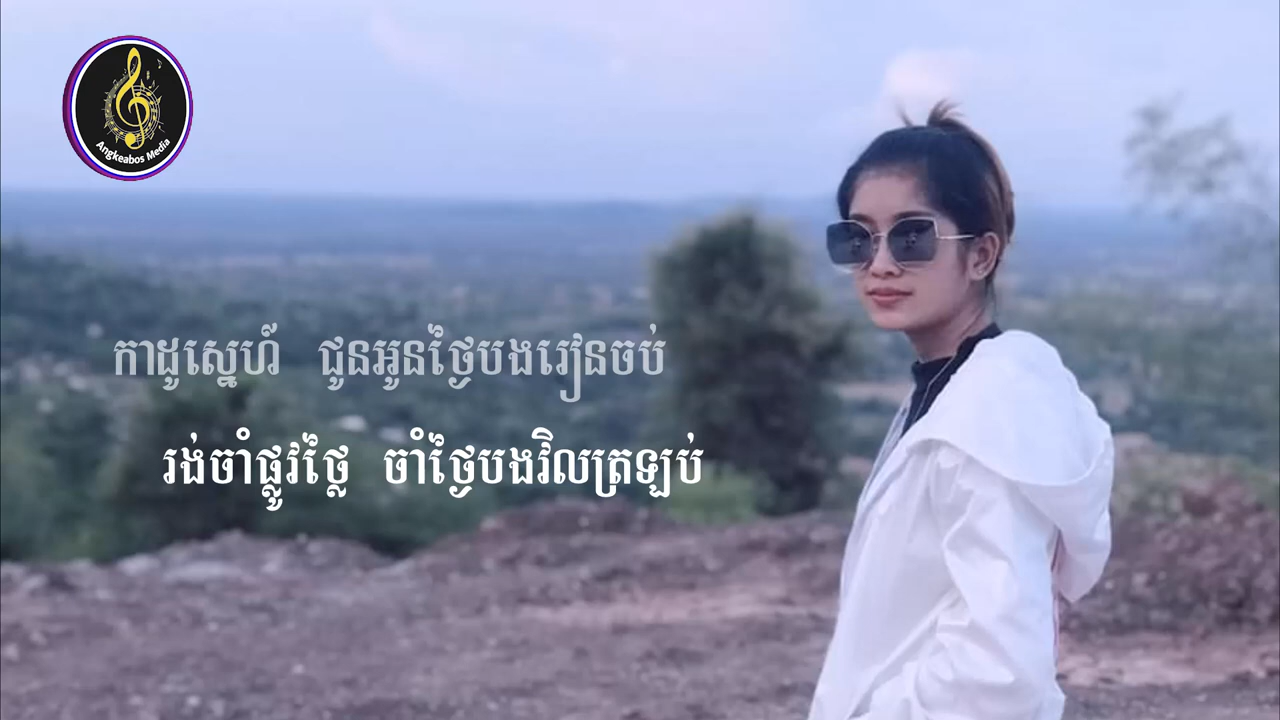 Angkeabos Media
កាដូស្នេហ៍ ជូនអូនថ្ងៃបងរៀនចប់
រង់ចាំផ្លូវថ្លៃ ចាំថ្ងៃបងវិលត្រឡប់